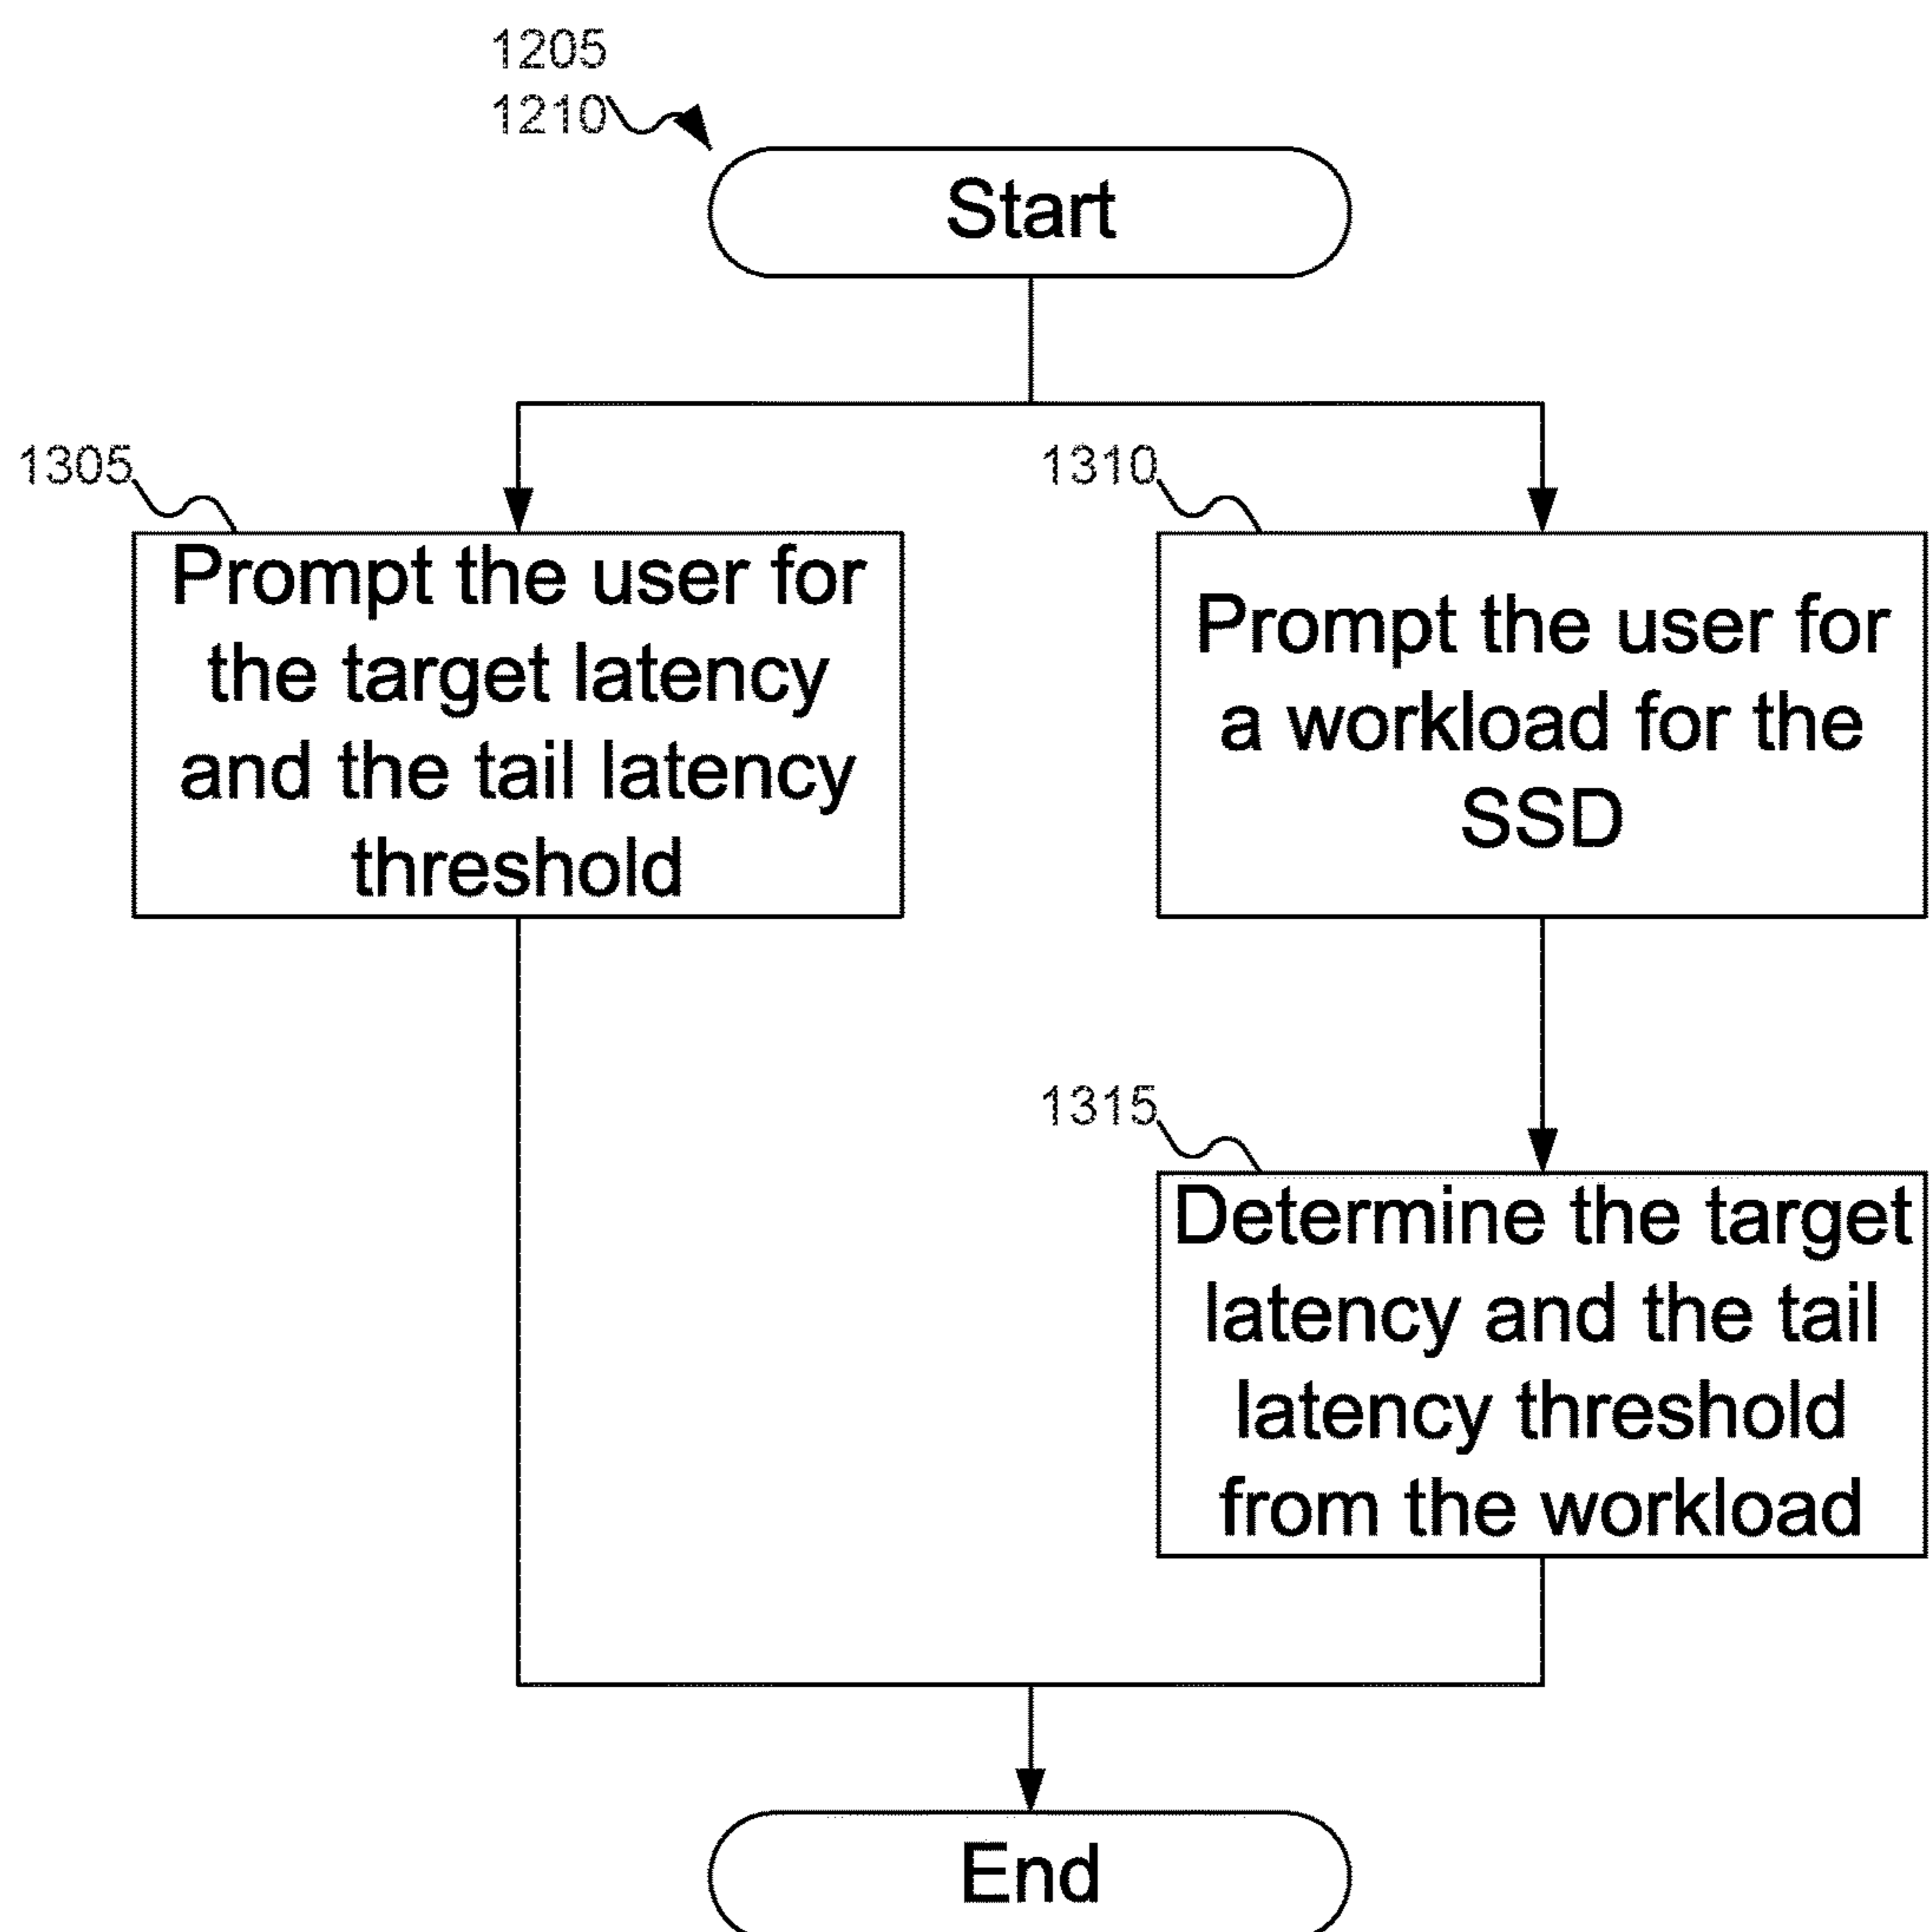 1205
1210
Start
1305
Prompt the user for
the target latency
and the tail latency
threshold
1310
Prompt the user for
a workload for the
SSD
1315
Determine the target
latency and the tail
latency threshold
from the workload
End